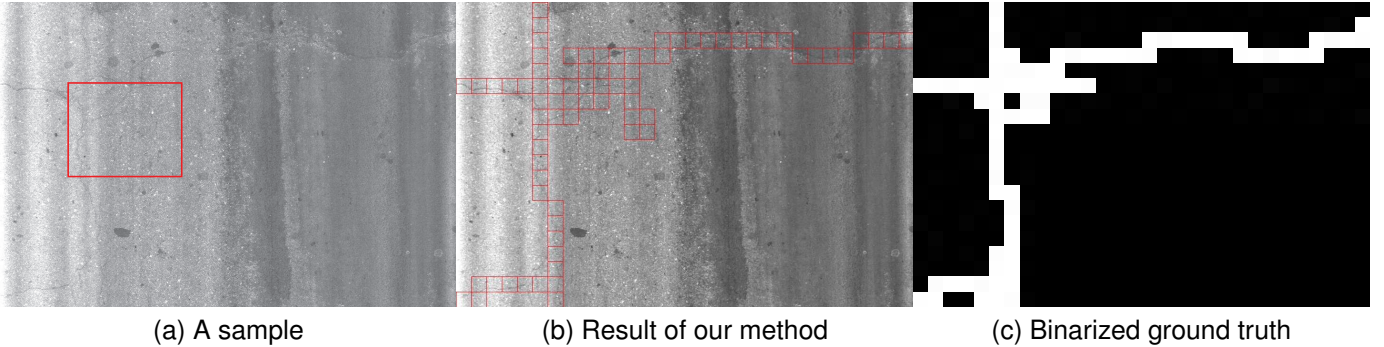 (a) A sample
(b) Result of our method
(c) Binarized ground truth